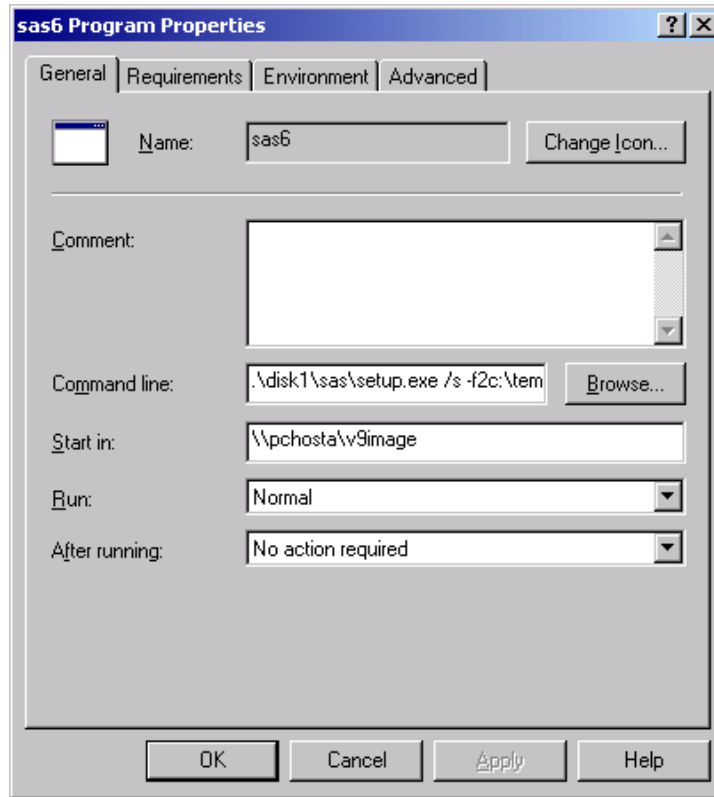 sas6 Program Properties
General Requirements Environment Advanced
Name: sas6 Change Icon...
Comment:
Command line: .\disk1\sas\setup.exe /s -f2c:\tem Browse...
Start in: \\pchosta\v9image
Run: Normal
After running: No action required
OK Cancel Apply Help